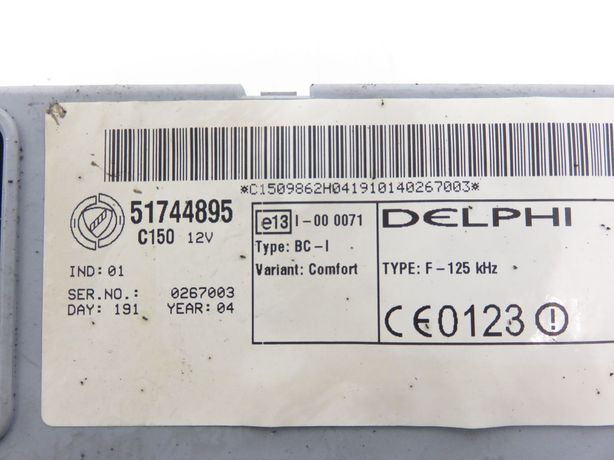 *C1509862H041910140267003*
51744895
C150 12V
IND: 01
SER.NO.: 0267003
DAY: 191 YEAR: 04
e13 I-00 0071
Type: BC-I
Variant: Comfort
DELPHI
TYPE: F-125 kHz
CE0123